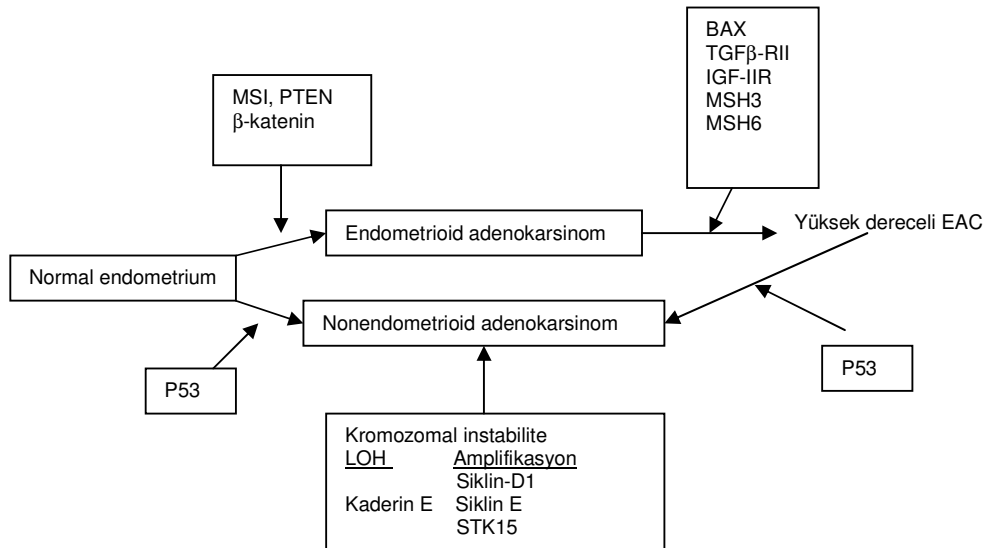 BAX
TGFβ-RII
IGF-IIR
MSH3
MSH6
MSI, PTEN
β-katenin
Endometrioid adenokarsinom
Yüksek dereceli EAC
Normal endometrium
Nonendometrioid adenokarsinom
P53
P53
Kromozomal instabilite
LOH Amplifikasyon
Siklin-D1
Kaderin E Siklin E
STK15